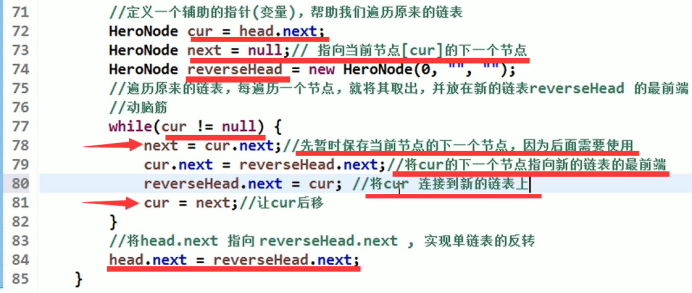 71 //定义一个辅助的指针(变量), 帮助我们遍历原来的链表
72 HeroNode cur = head.next;
73 HeroNode next = null;// 指向当前节点[cur]的下一个节点
74 HeroNode reverseHead = new HeroNode(0, "", "");
75 //遍历原来的链表, 每遍历一个节点, 就将其取出, 并放在新的链表reverseHead 的最前端
76 //动脑筋
77 while(cur != null) {
78 next = cur.next;//先暂时保存当前节点的下一个节点, 因为后面需要使用
79 cur.next = reverseHead.next;//将cur的下一个节点指向新的链表的最前端
80 reverseHead.next = cur; //将cur 连接到新的链表上
81 cur = next;//让cur后移
82 }
83 //将head.next 指向 reverseHead.next , 实现单链表的反转
84 head.next = reverseHead.next;
85 }